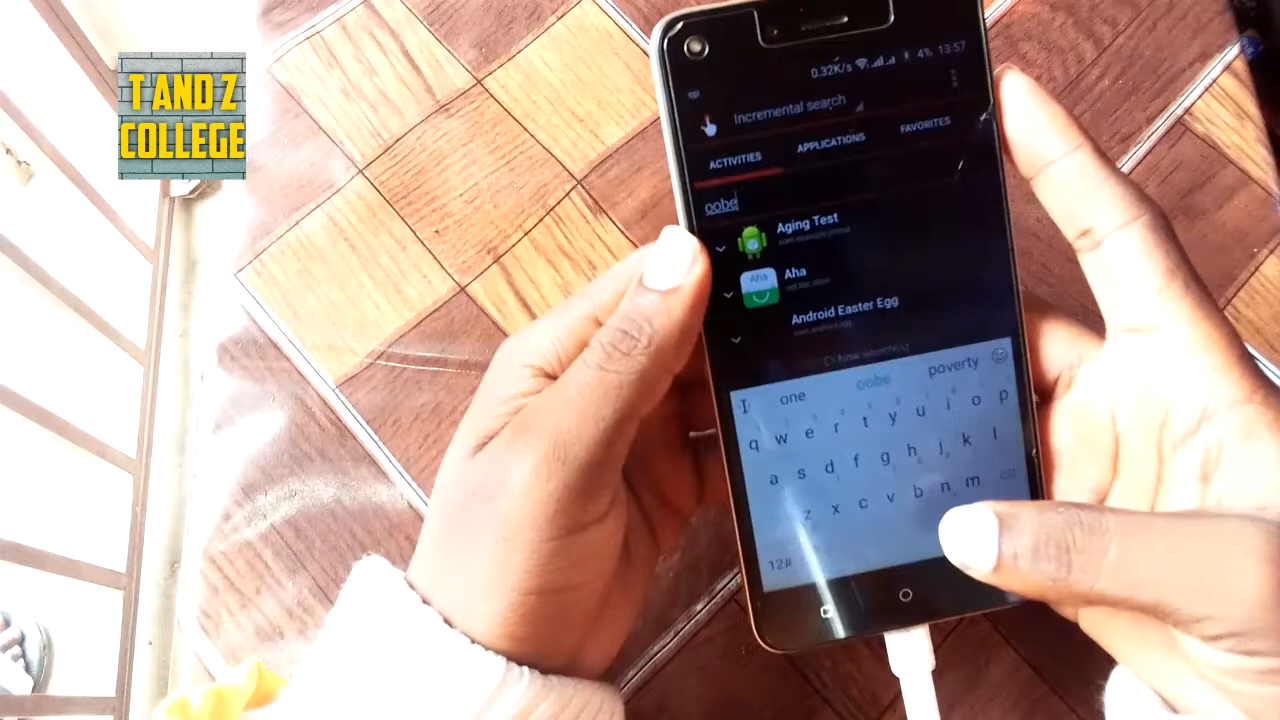 T AND Z
COLLEGE
0.32K/s 4% 13:57
Incremental search
ACTIVITIES APPLICATIONS FAVORITES
oobe
Aging Test
Aha
Aha
Android Easter Egg
one oobe poverty
q w e r t y u i o p
a s d f g h j k l
z x c v b n m
12#